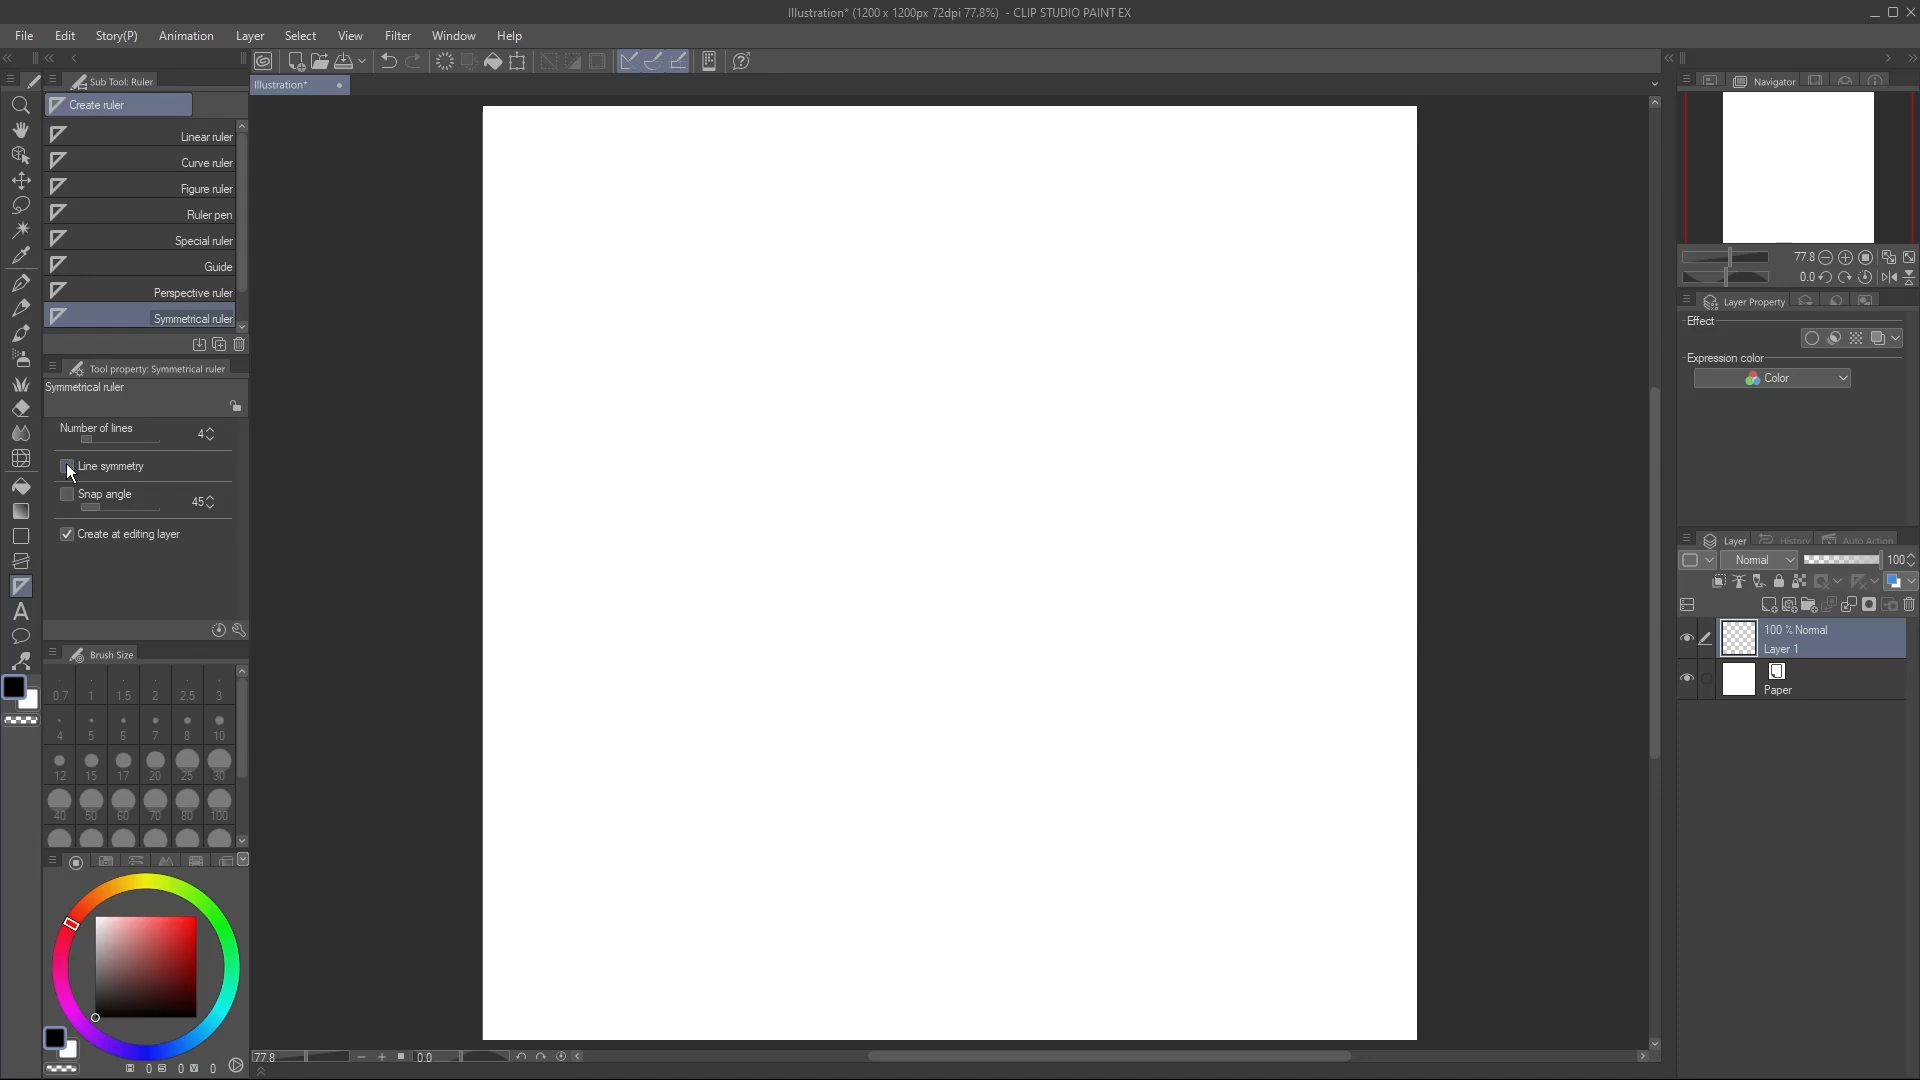 Illustration* (1200 x 1200px 72dpi 77.8%) - CLIP STUDIO PAINT EX
File Edit Story(P) Animation Layer Select View Filter Window Help
Sub Tool: Ruler
Illustration*
Navigator
Create ruler
Linear ruler
Curve ruler
Figure ruler
Ruler pen
Special ruler
Guide
Perspective ruler
Symmetrical ruler
77.8
0.0
Layer Property
Effect
Expression color
Color
Tool property: Symmetrical ruler
Symmetrical ruler
Number of lines 4
Line symmetry
Snap angle 45
Create at editing layer
Layer History Auto Action
Normal 100
100 % Normal
Layer 1
Paper
Brush Size
0.7 1 1.5 2 2.5 3
4 5 6 7 8 10
12 15 17 20 25 30
40 50 60 70 80 100
77.8 0.0
H 0 S 0 V 0